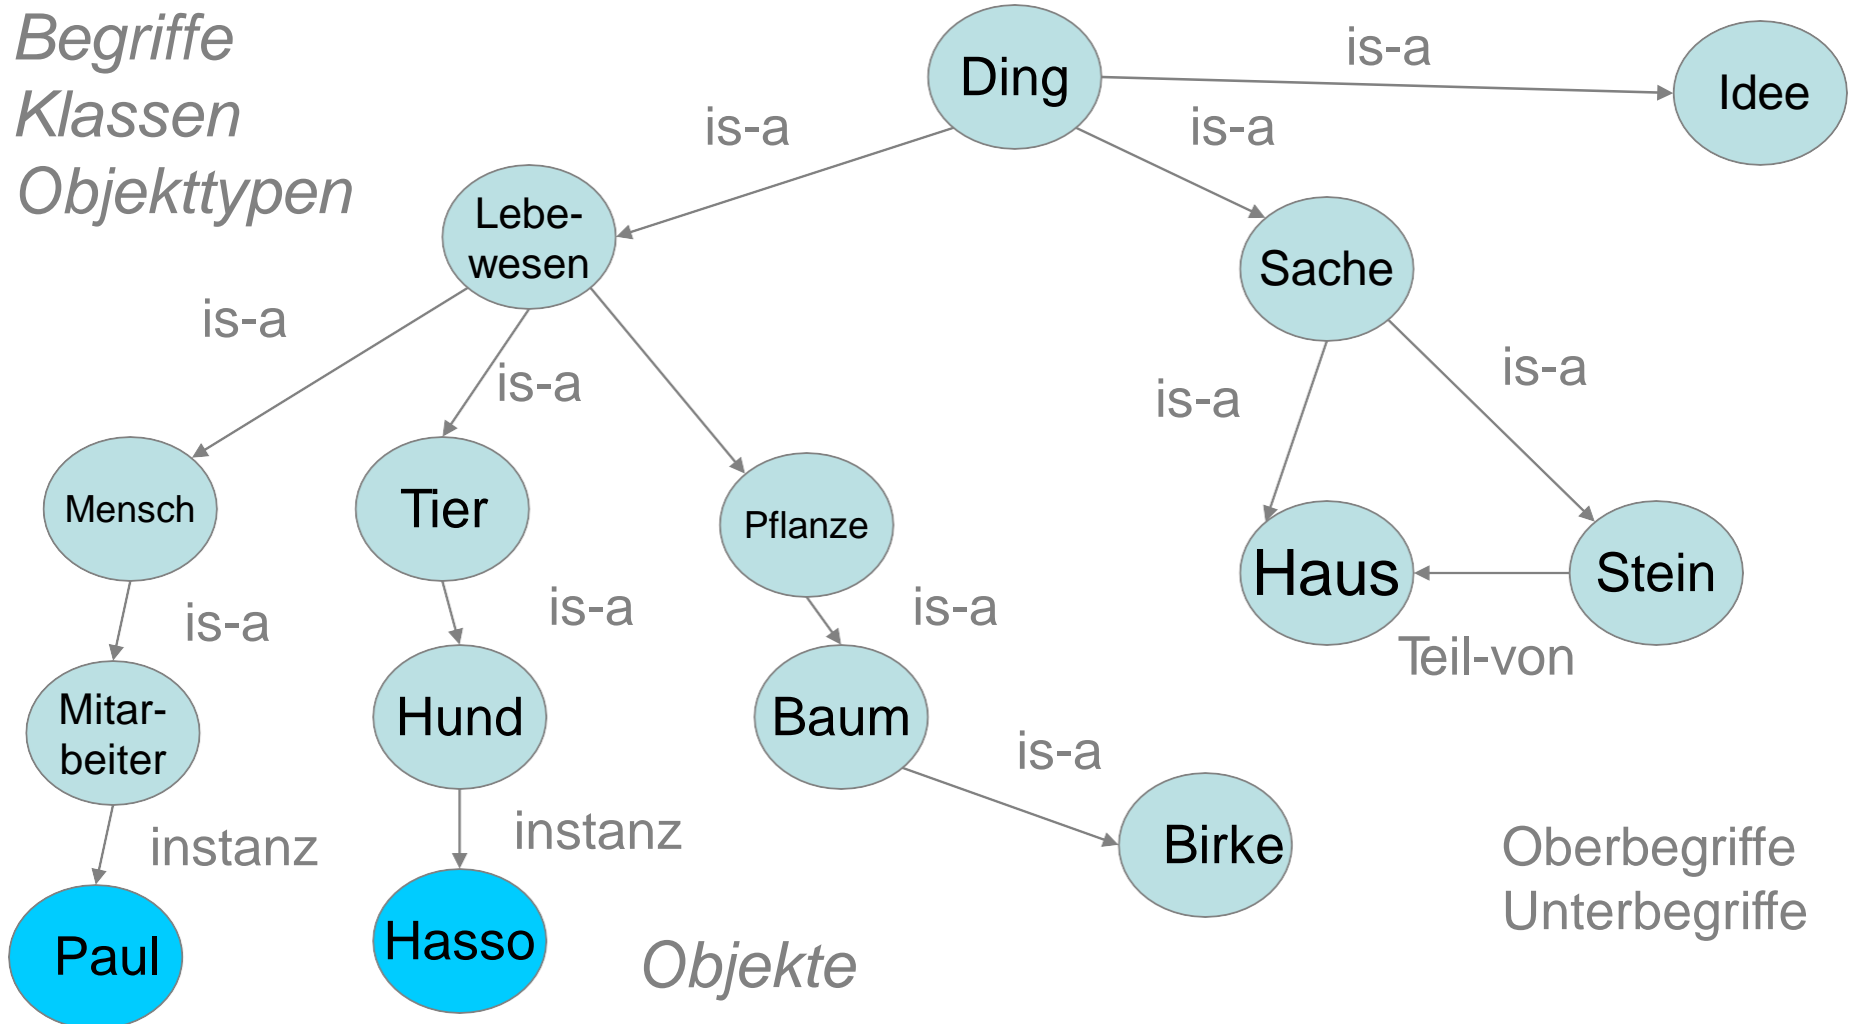 Begriffe
Klassen
Objekttypen
Ding
is-a
Idee
is-a
is-a
Lebe-
wesen
Sache
is-a
is-a
is-a
is-a
Mensch
Tier
Pflanze
Haus
Stein
is-a
is-a
is-a
Teil-von
Mitar-
beiter
Hund
Baum
is-a
instanz
instanz
Birke
Oberbegriffe
Unterbegriffe
Paul
Hasso
Objekte